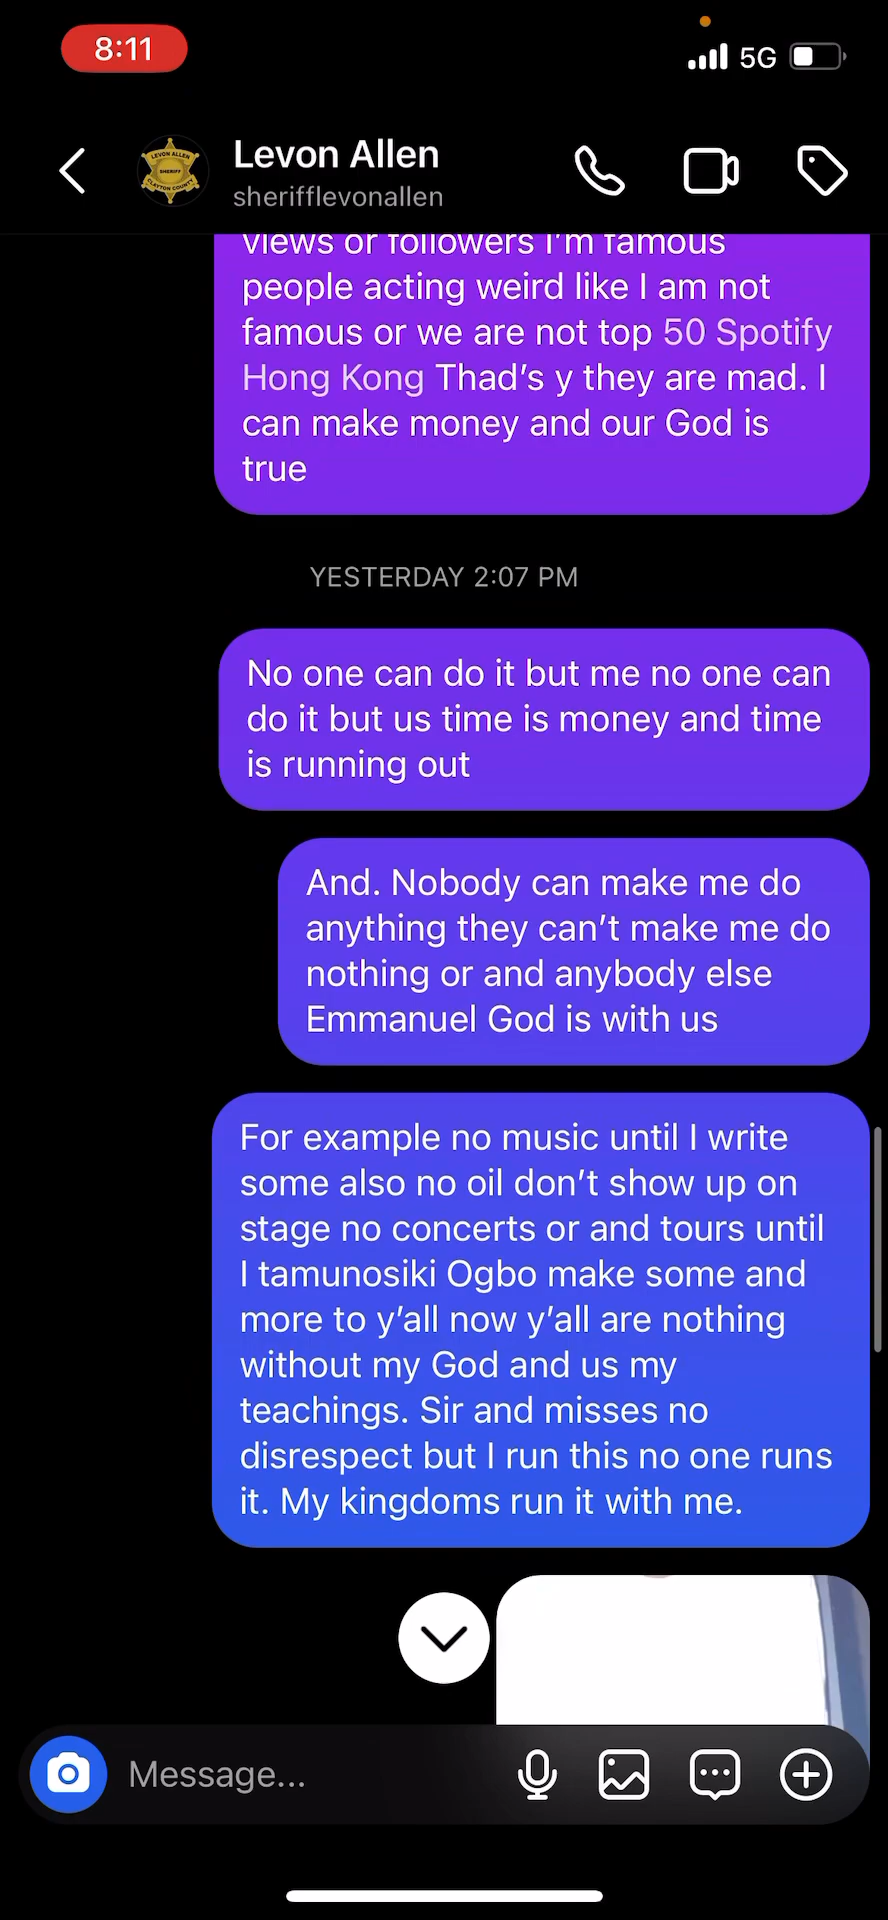 8:11
5G
LEVON ALLEN
SHERIFF
CLAYTON COUNTY
Levon Allen
sherifflevonallen
views or followers I'm famous
people acting weird like I am not
famous or we are not top 50 Spotify
Hong Kong Thad's y they are mad. I
can make money and our God is
true
YESTERDAY 2:07 PM
No one can do it but me no one can
do it but us time is money and time
is running out
And. Nobody can make me do
anything they can't make me do
nothing or and anybody else
Emmanuel God is with us
For example no music until I write
some also no oil don't show up on
stage no concerts or and tours until
I tamunosiki Ogbo make some and
more to y'all now y'all are nothing
without my God and us my
teachings. Sir and misses no
disrespect but I run this no one runs
it. My kingdoms run it with me.
Message...